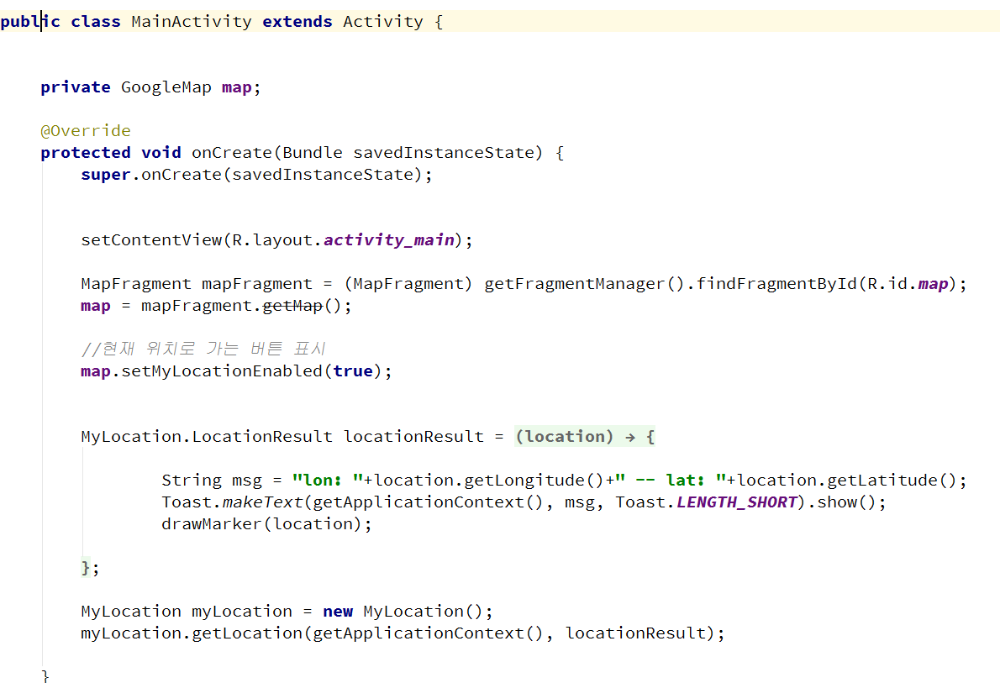 public class MainActivity extends Activity {
private GoogleMap map;
@Override
protected void onCreate(Bundle savedInstanceState) {
super.onCreate(savedInstanceState);
setContentView(R.layout.activity_main);
MapFragment mapFragment = (MapFragment) getFragmentManager().findFragmentById(R.id.map);
map = mapFragment.getMap();
//현재 위치로 가는 버튼 표시
map.setMyLocationEnabled(true);
MyLocation.LocationResult locationResult = (location) → {
String msg = "lon: "+location.getLongitude()+" -- lat: "+location.getLatitude();
Toast.makeText(getApplicationContext(), msg, Toast.LENGTH_SHORT).show();
drawMarker(location);
};
MyLocation myLocation = new MyLocation();
myLocation.getLocation(getApplicationContext(), locationResult);
}